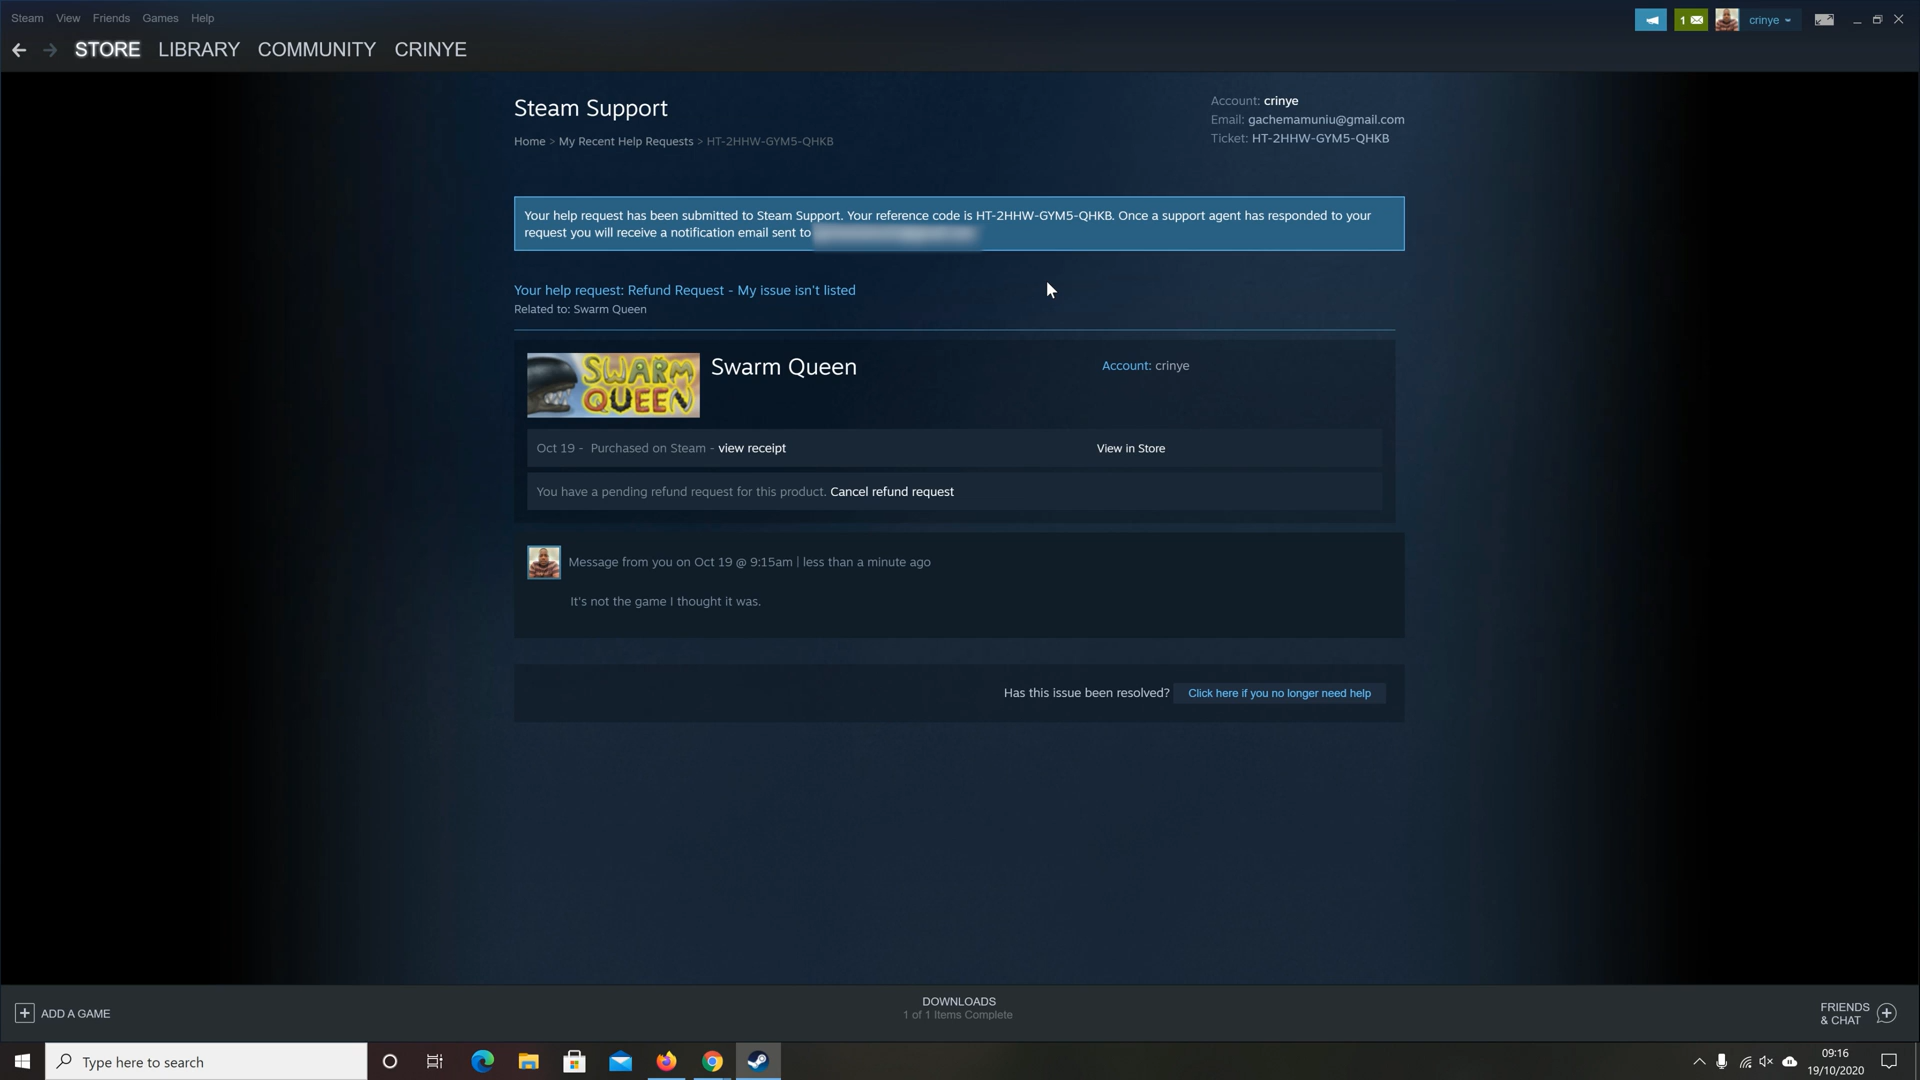 Steam View Friends Games Help
1
crinye
STORE LIBRARY COMMUNITY CRINYE
Steam Support
Account: crinye
Email: gachemamuniu@gmail.com
Ticket: HT-2HHW-GYM5-QHKB
Home > My Recent Help Requests > HT-2HHW-GYM5-QHKB
Your help request has been submitted to Steam Support. Your reference code is HT-2HHW-GYM5-QHKB. Once a support agent has responded to your
request you will receive a notification email sent to
Your help request: Refund Request - My issue isn't listed
Related to: Swarm Queen
SWARM
QUEEN
Swarm Queen
Account: crinye
Oct 19 - Purchased on Steam - view receipt
View in Store
You have a pending refund request for this product. Cancel refund request
Message from you on Oct 19 @ 9:15am | less than a minute ago
It's not the game I thought it was.
Has this issue been resolved? Click here if you no longer need help
ADD A GAME
DOWNLOADS
1 of 1 Items Complete
FRIENDS
& CHAT
Type here to search
09:16
19/10/2020